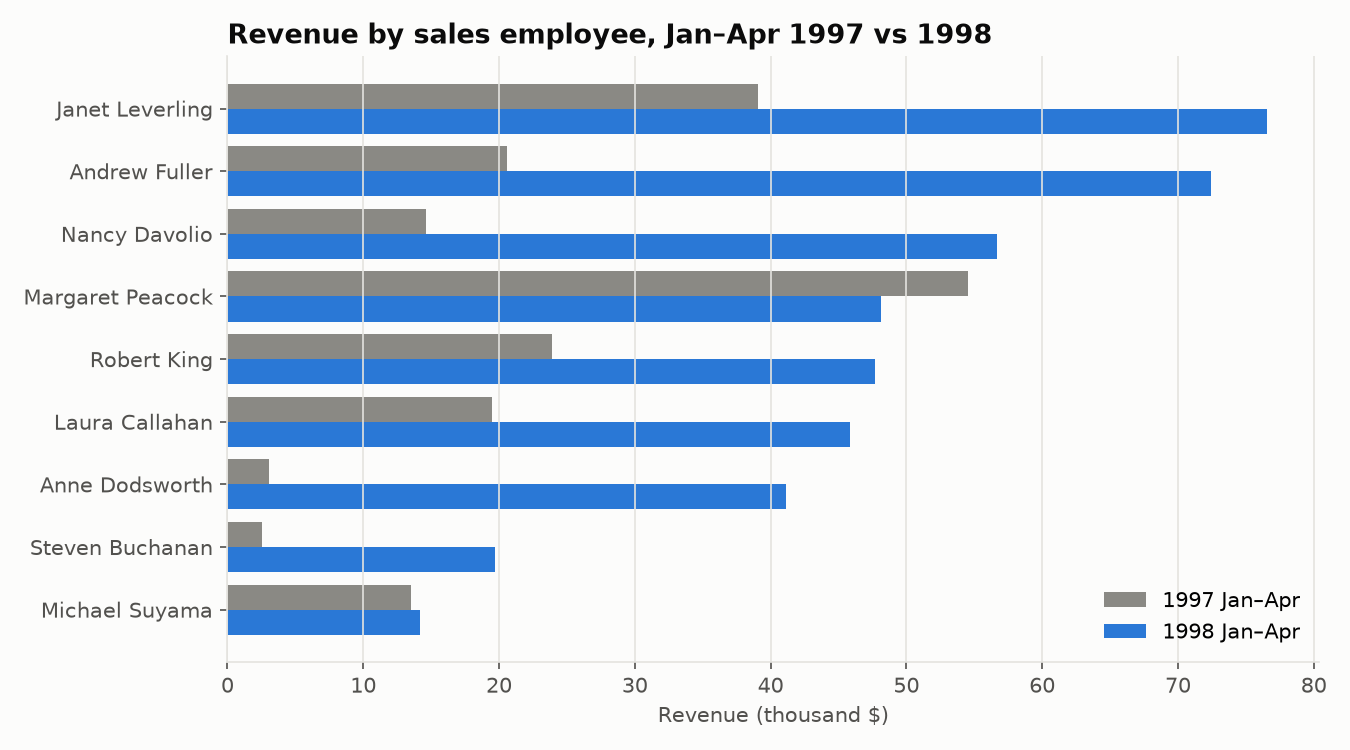 Revenue by sales employee, Jan–Apr 1997 vs 1998
Janet Leverling
Andrew Fuller
Nancy Davolio
Margaret Peacock
Robert King
Laura Callahan
Anne Dodsworth
Steven Buchanan
Michael Suyama
1997 Jan–Apr
1998 Jan–Apr
0 10 20 30 40 50 60 70 80
Revenue (thousand $)